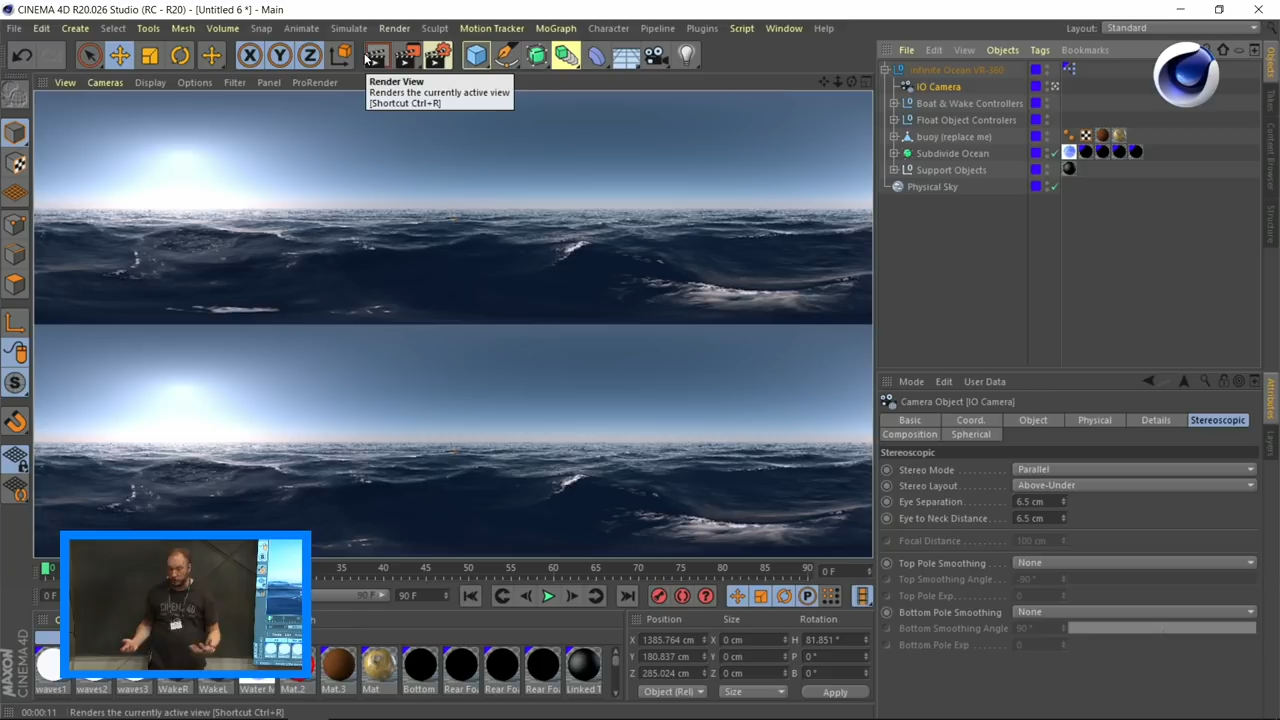 CINEMA 4D R20.026 Studio (RC - R20) - [Untitled 6 *] - Main
File Edit Create Select Tools Mesh Volume Snap Animate Simulate Render Sculpt Motion Tracker MoGraph Character Pipeline Plugins Script Window Help
Layout: Standard
X Y Z
View Cameras Display Options Filter Panel ProRender
Render View
Renders the currently active view
[Shortcut Ctrl+R]
File Edit View Objects Tags Bookmarks
Infinite Ocean VR-360
IO Camera
Boat & Wake Controllers
Float Object Controlers
buoy (replace me)
Subdivide Ocean
Support Objects
Physical Sky
Objects
Takes
Content Browser
Structure
Mode Edit User Data
Camera Object [IO Camera]
Basic Coord. Object Physical Details Stereoscopic
Composition Spherical
Stereoscopic
Stereo Mode Parallel
Stereo Layout Above-Under
Eye Separation 6.5 cm
Eye to Neck Distance 6.5 cm
Focal Distance 100 cm
Top Pole Smoothing None
Top Smoothing Angle -90 °
Top Pole Exp 0
Bottom Pole Smoothing None
Bottom Smoothing Angle 90 °
Bottom Pole Exp 0
Attributes
Layers
0 35 40 45 50 55 60 65 70 75 80 85 90 0 F
0 F 90 F 90 F
Position Size Rotation
X 1385.764 cm X 0 cm H 81.851 °
Y 180.837 cm Y 0 cm P 0 °
Z 285.024 cm Z 0 cm B 0 °
Object (Rel) Size Apply
waves1 waves2 waves3 WakeR WakeL Water M Mat.2 Mat.3 Mat Bottom Rear Foa Rear Foa Rear Foa Linked T
MAXON CINEMA 4D
00:00:11 Renders the currently active view [Shortcut Ctrl+R]